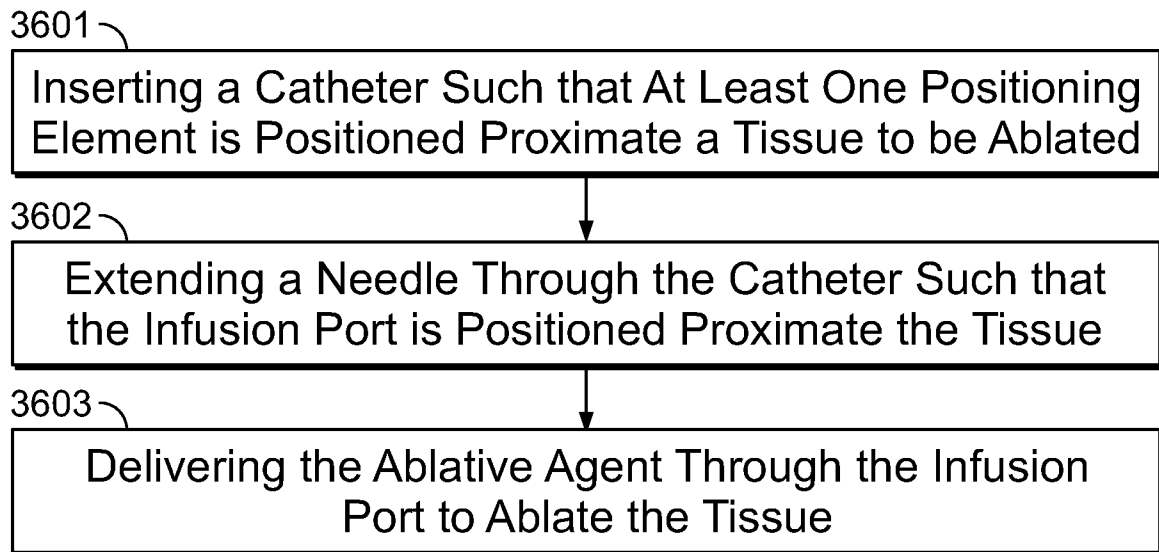 3601
Inserting a Catheter Such that At Least One Positioning
Element is Positioned Proximate a Tissue to be Ablated
3602
Extending a Needle Through the Catheter Such that
the Infusion Port is Positioned Proximate the Tissue
3603
Delivering the Ablative Agent Through the Infusion
Port to Ablate the Tissue